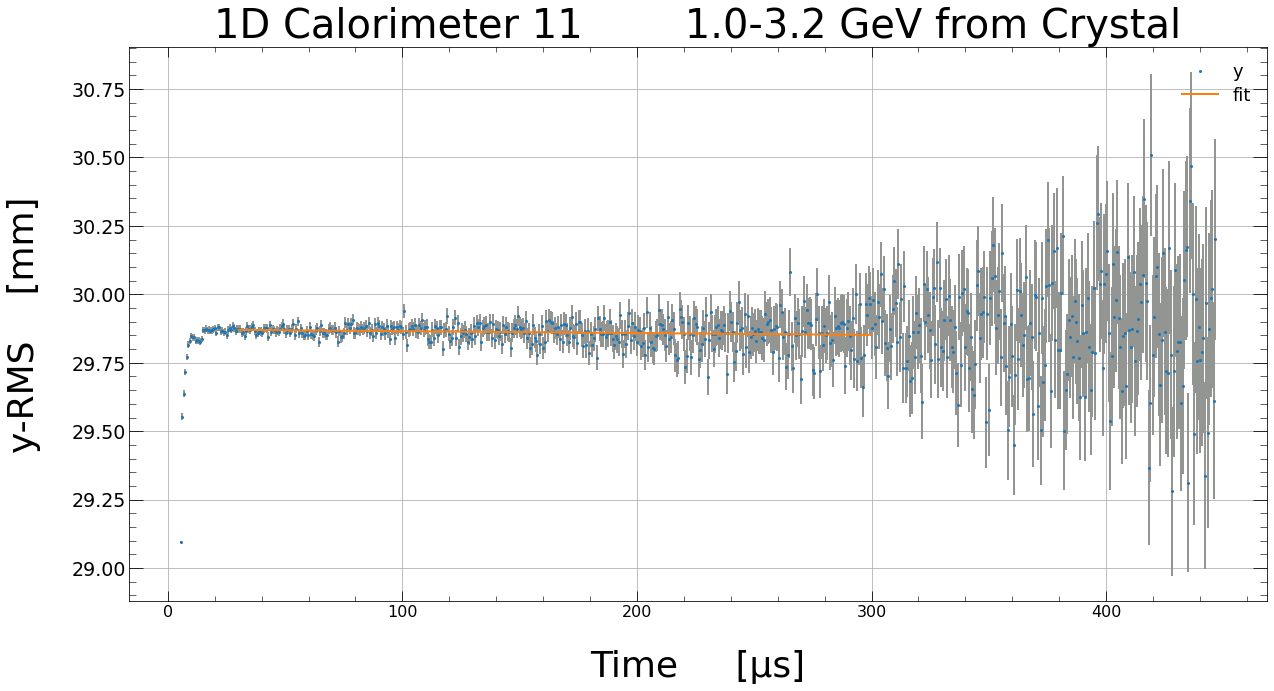 1D Calorimeter 11 1.0-3.2 GeV from Crystal
y
fit
30.75
30.50
30.25
30.00
29.75
29.50
29.25
29.00
y-RMS [mm]
0 100 200 300 400
Time [µs]